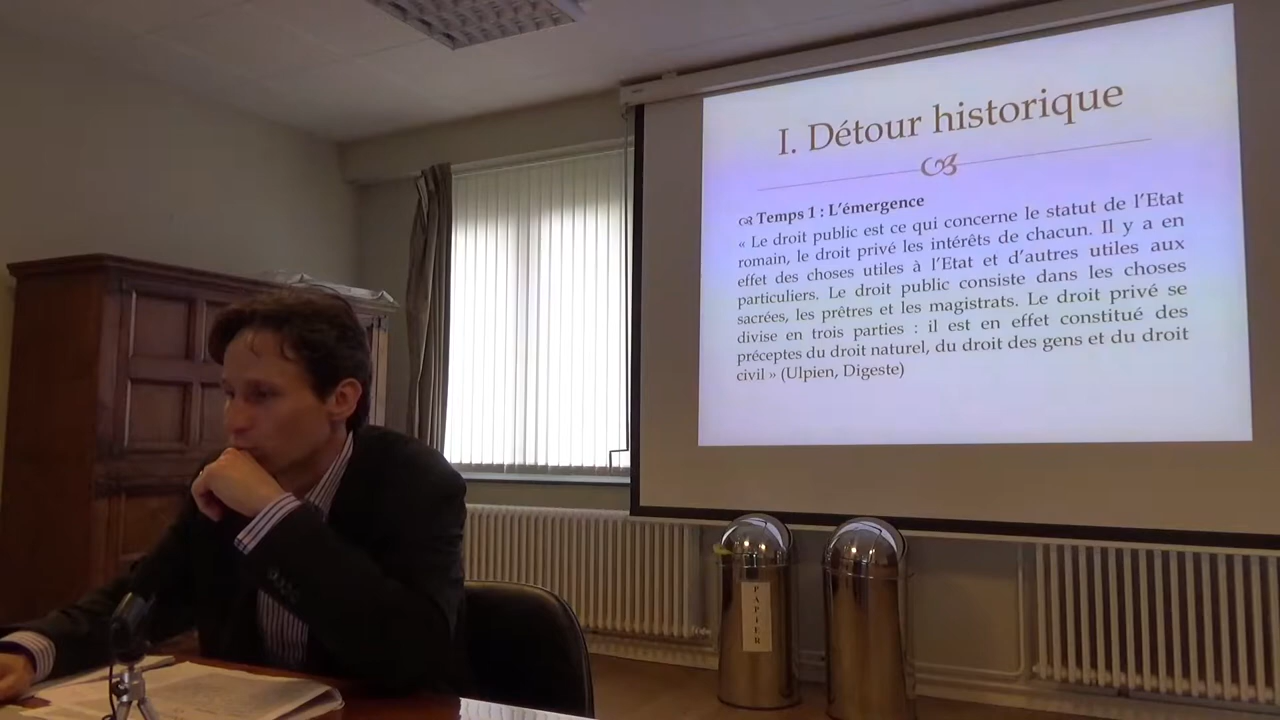 I. Détour historique
Temps 1 : L'émergence
« Le droit public est ce qui concerne le statut de l'Etat
romain, le droit privé les intérêts de chacun. Il y a en
effet des choses utiles à l'Etat et d'autres utiles aux
particuliers. Le droit public consiste dans les choses
sacrées, les prêtres et les magistrats. Le droit privé se
divise en trois parties : il est en effet constitué des
préceptes du droit naturel, du droit des gens et du droit
civil » (Ulpien, Digeste)
PAPIER